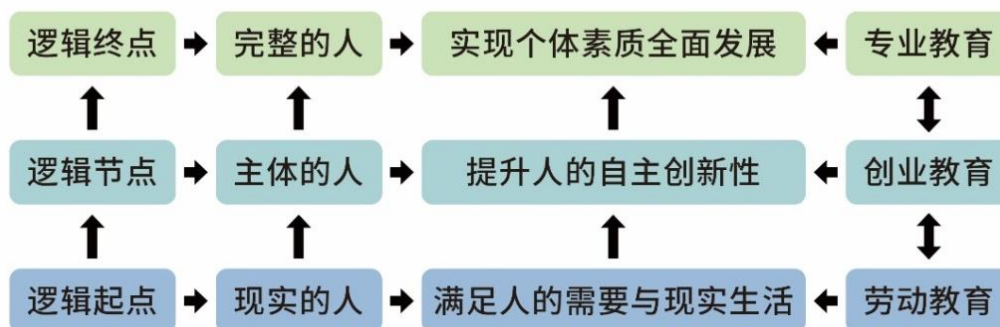 逻辑终点 完整的人 实现个体素质全面发展 专业教育
逻辑节点 主体的人 提升人的自主创新性 创业教育
逻辑起点 现实的人 满足人的需要与现实生活 劳动教育